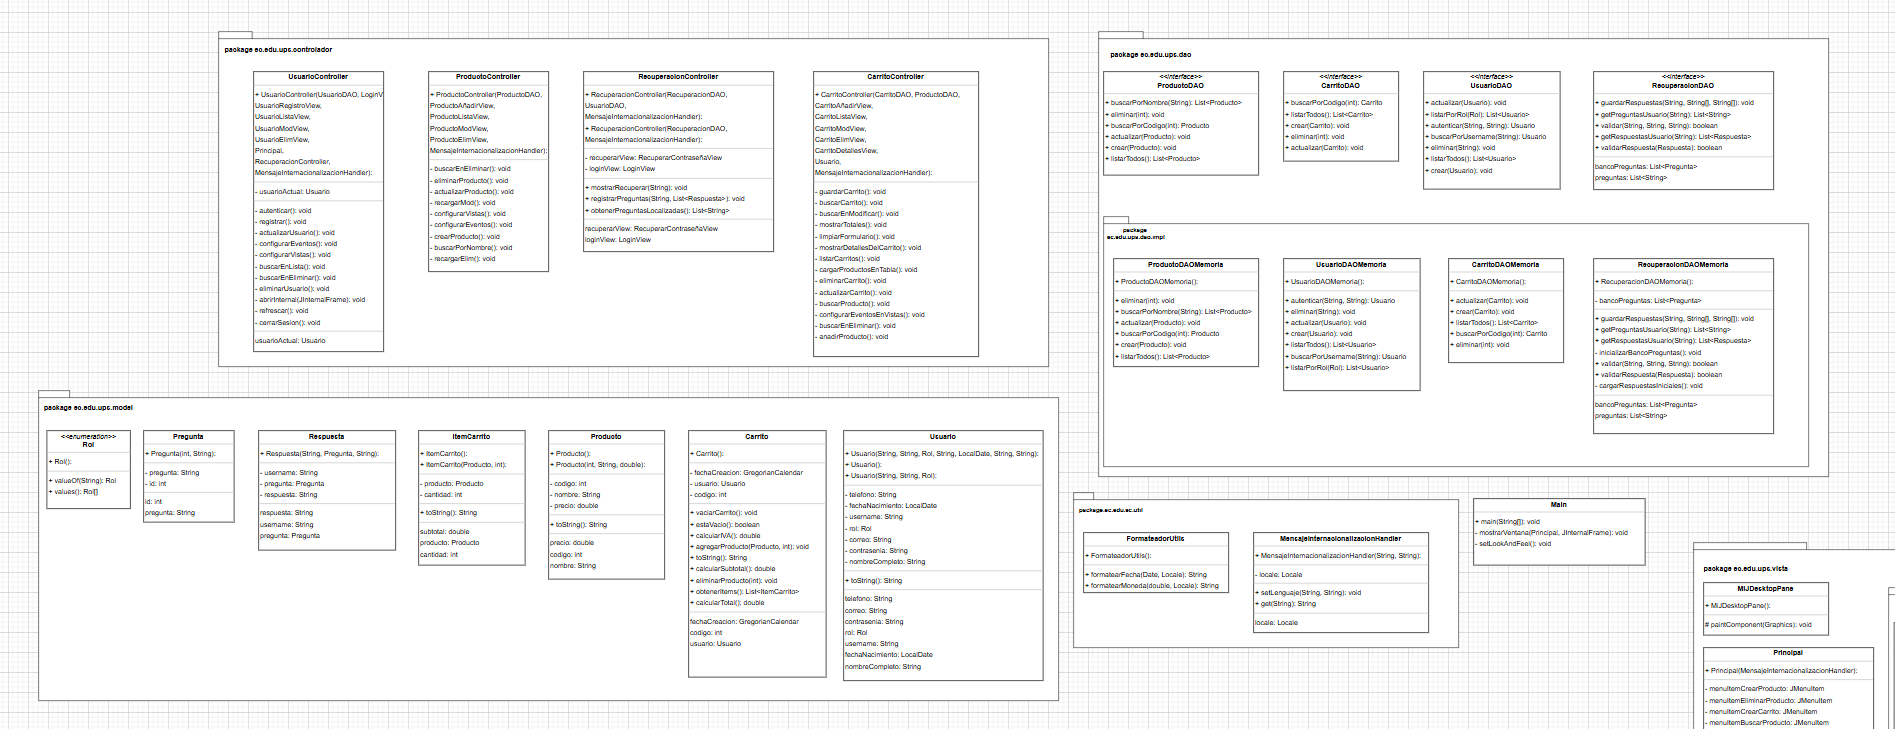 package ec.edu.ups.controlador
UsuarioController
+ UsuarioController(UsuarioDAO, LoginV
UsuarioRegistroView,
UsuarioListaView,
UsuarioModView,
UsuarioElimView,
Principal,
RecuperacionController,
MensajeInternacionalizacionHandler):
- usuarioActual: Usuario
- autenticar(): void
- registrar(): void
- actualizarUsuario(): void
- configurarEventos(): void
- configurarVistas(): void
- buscarEnLista(): void
- buscarEnEliminar(): void
- eliminarUsuario(): void
- abrirInternal(JInternalFrame): void
- refrescar(): void
- cerrarSesion(): void
usuarioActual: Usuario
ProductoController
+ ProductoController(ProductoDAO,
ProductoAñadirView,
ProductoListaView,
ProductoModView,
ProductoElimView,
MensajeInternacionalizacionHandler):
- buscarEnEliminar(): void
- eliminarProducto(): void
- actualizarProducto(): void
- recargarMod(): void
- configurarVistas(): void
- configurarEventos(): void
- crearProducto(): void
- buscarPorNombre(): void
- recargarElim(): void
RecuperacionController
+ RecuperacionController(RecuperacionDAO,
UsuarioDAO,
MensajeInternacionalizacionHandler):
+ RecuperacionController(RecuperacionDAO,
MensajeInternacionalizacionHandler):
- recuperarView: RecuperarContraseñaView
- loginView: LoginView
+ mostrarRecuperar(String): void
+ registrarPreguntas(String, List<Respuesta>): void
+ obtenerPreguntasLocalizadas(): List<String>
recuperarView: RecuperarContraseñaView
loginView: LoginView
CarritoController
+ CarritoController(CarritoDAO, ProductoDAO,
CarritoAñadirView,
CarritoListaView,
CarritoModView,
CarritoElimView,
CarritoDetallesView,
Usuario,
MensajeInternacionalizacionHandler):
- guardarCarrito(): void
- buscarCarrito(): void
- buscarEnModificar(): void
- mostrarTotales(): void
- limpiarFormulario(): void
- mostrarDetallesDelCarrito(): void
- listarCarritos(): void
- cargarProductosEnTabla(): void
- eliminarCarrito(): void
- actualizarCarrito(): void
- buscarProducto(): void
- configurarEventosEnVistas(): void
- buscarEnEliminar(): void
- anadirProducto(): void
package ec.edu.ups.dao
<<interface>>
ProductoDAO
+ buscarPorNombre(String): List<Producto>
+ eliminar(int): void
+ buscarPorCodigo(int): Producto
+ actualizar(Producto): void
+ crear(Producto): void
+ listarTodos(): List<Producto>
<<interface>>
CarritoDAO
+ buscarPorCodigo(int): Carrito
+ listarTodos(): List<Carrito>
+ crear(Carrito): void
+ eliminar(int): void
+ actualizar(Carrito): void
<<interface>>
UsuarioDAO
+ actualizar(Usuario): void
+ listarPorRol(Rol): List<Usuario>
+ autenticar(String, String): Usuario
+ buscarPorUsername(String): Usuario
+ eliminar(String): void
+ listarTodos(): List<Usuario>
+ crear(Usuario): void
<<interface>>
RecuperacionDAO
+ guardarRespuestas(String, String[], String[]): void
+ getPreguntasUsuario(String): List<String>
+ validar(String, String, String): boolean
+ getRespuestasUsuario(String): List<Respuesta>
+ validarRespuesta(Respuesta): boolean
bancoPreguntas: List<Pregunta>
preguntas: List<String>
package
ec.edu.ups.dao.impl
ProductoDAOMemoria
+ ProductoDAOMemoria():
+ eliminar(int): void
+ buscarPorNombre(String): List<Producto>
+ actualizar(Producto): void
+ buscarPorCodigo(int): Producto
+ crear(Producto): void
+ listarTodos(): List<Producto>
UsuarioDAOMemoria
+ UsuarioDAOMemoria():
+ autenticar(String, String): Usuario
+ eliminar(String): void
+ actualizar(Usuario): void
+ crear(Usuario): void
+ listarTodos(): List<Usuario>
+ buscarPorUsername(String): Usuario
+ listarPorRol(Rol): List<Usuario>
CarritoDAOMemoria
+ CarritoDAOMemoria():
+ actualizar(Carrito): void
+ crear(Carrito): void
+ listarTodos(): List<Carrito>
+ buscarPorCodigo(int): Carrito
+ eliminar(int): void
RecuperacionDAOMemoria
+ RecuperacionDAOMemoria():
- bancoPreguntas: List<Pregunta>
+ guardarRespuestas(String, String[], String[]): void
+ getPreguntasUsuario(String): List<String>
+ getRespuestasUsuario(String): List<Respuesta>
- inicializarBancoPreguntas(): void
+ validar(String, String, String): boolean
+ validarRespuesta(Respuesta): boolean
- cargarRespuestasIniciales(): void
bancoPreguntas: List<Pregunta>
preguntas: List<String>
package ec.edu.ups.model
<<enumeration>>
Rol
+ Rol():
+ valueOf(String): Rol
+ values(): Rol[]
Pregunta
+ Pregunta(int, String):
- pregunta: String
- id: int
id: int
pregunta: String
Respuesta
+ Respuesta(String, Pregunta, String):
- username: String
- pregunta: Pregunta
- respuesta: String
respuesta: String
username: String
pregunta: Pregunta
ItemCarrito
+ ItemCarrito():
+ ItemCarrito(Producto, int):
- producto: Producto
- cantidad: int
+ toString(): String
subtotal: double
producto: Producto
cantidad: int
Producto
+ Producto():
+ Producto(int, String, double):
- codigo: int
- nombre: String
- precio: double
+ toString(): String
precio: double
codigo: int
nombre: String
Carrito
+ Carrito():
- fechaCreacion: GregorianCalendar
- usuario: Usuario
- codigo: int
+ vaciarCarrito(): void
+ estaVacio(): boolean
+ calcularIVA(): double
+ agregarProducto(Producto, int): void
+ toString(): String
+ calcularSubtotal(): double
+ eliminarProducto(int): void
+ obtenerItems(): List<ItemCarrito>
+ calcularTotal(): double
fechaCreacion: GregorianCalendar
codigo: int
usuario: Usuario
Usuario
+ Usuario(String, String, Rol, String, LocalDate, String, String):
+ Usuario():
+ Usuario(String, String, Rol):
- telefono: String
- fechaNacimiento: LocalDate
- username: String
- rol: Rol
- correo: String
- contrasenia: String
- nombreCompleto: String
+ toString(): String
telefono: String
correo: String
contrasenia: String
rol: Rol
username: String
fechaNacimiento: LocalDate
nombreCompleto: String
package.ec.edu.ec.util
FormateadorUtils
+ FormateadorUtils():
+ formatearFecha(Date, Locale): String
+ formatearMoneda(double, Locale): String
MensajeInternacionalizacionHandler
+ MensajeInternacionalizacionHandler(String, String):
- locale: Locale
+ setLenguaje(String, String): void
+ get(String): String
locale: Locale
Main
+ main(String[]): void
- mostrarVentana(Principal, JInternalFrame): void
- setLookAndFeel(): void
package ec.edu.ups.vista
MiJDesktopPane
+ MiJDesktopPane():
# paintComponent(Graphics): void
Principal
+ Principal(MensajeInternacionalizacionHandler):
- menuItemCrearProducto: JMenuItem
- menuItemEliminarProducto: JMenuItem
- menuItemCrearCarrito: JMenuItem
- menuItemBuscarProducto: JMenuItem